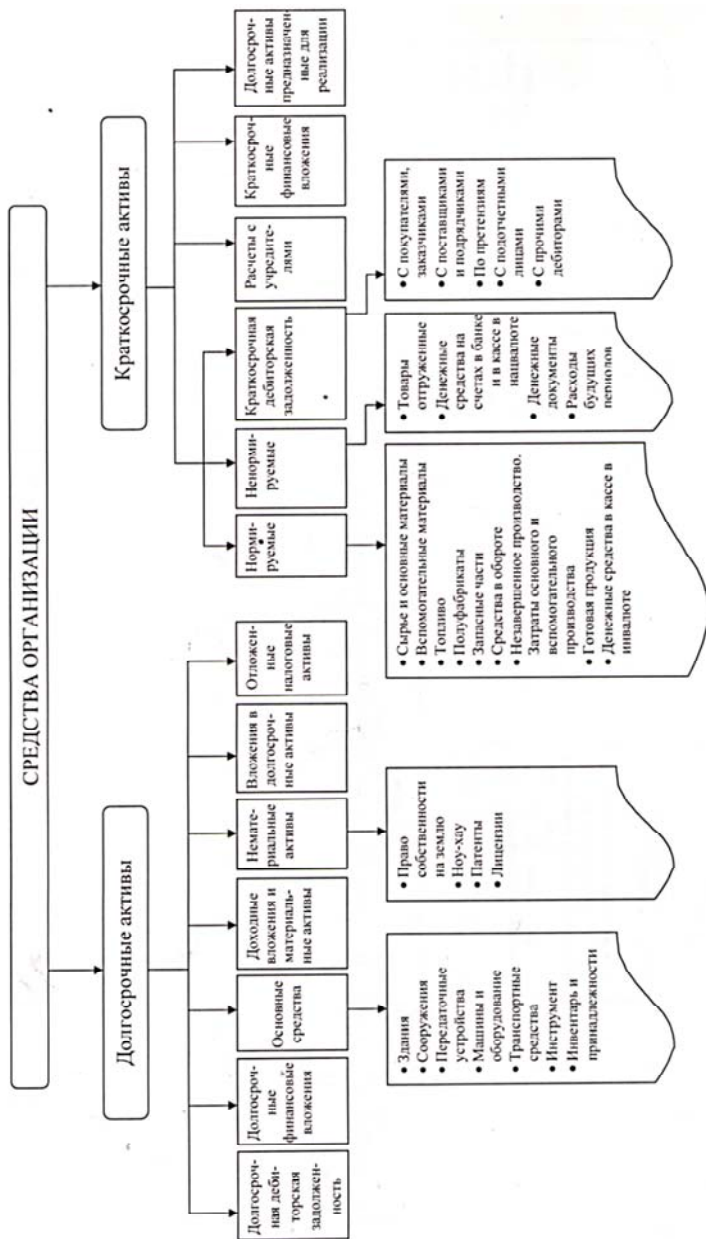 СРЕДСТВА ОРГАНИЗАЦИИ
Долгосрочные активы
Краткосрочные активы
Долгосроч-
ная деби-
торская
задолжен-
ность
Долгосроч-
ные
финансовые
вложения
Основные
средства
Доходные
вложения и
материаль-
ные активы
Немате-
риальные
активы
Вложения в
долгосроч-
ные активы
Отложен-
ные
налоговые
активы
Норми-
руемые
Ненорми-
руемые
Краткосрочная
дебиторская
задолженность
Расчеты с
учредите-
лями
Краткосроч-
ные
финансовые
вложения
Долгосроч-
ные активы
предназначен-
ные для
реализации
• Здания
• Сооружения
• Передаточные
устройства
• Машины и
оборудование
• Транспортные
средства
• Инструмент
• Инвентарь и
принадлежности
• Право
собственности
на землю
• Ноу-хау
• Патенты
• Лицензии
• Сырье и основные материалы
• Вспомогательные материалы
• Топливо
• Полуфабрикаты
• Запасные части
• Средства в обороте
• Незавершенное производство.
Затраты основного и
вспомогательного
производства
• Готовая продукция
• Денежные средства в кассе в
инвалюте
• Товары
отгруженные
• Денежные
средства на
счетах в банке
и в кассе в
нацвалюте
• Денежные
документы
• Расходы
будущих
периодов
• С покупателями,
заказчиками
• С поставщиками
и подрядчиками
• По претензиям
• С подотчетными
лицами
• С прочими
дебиторами